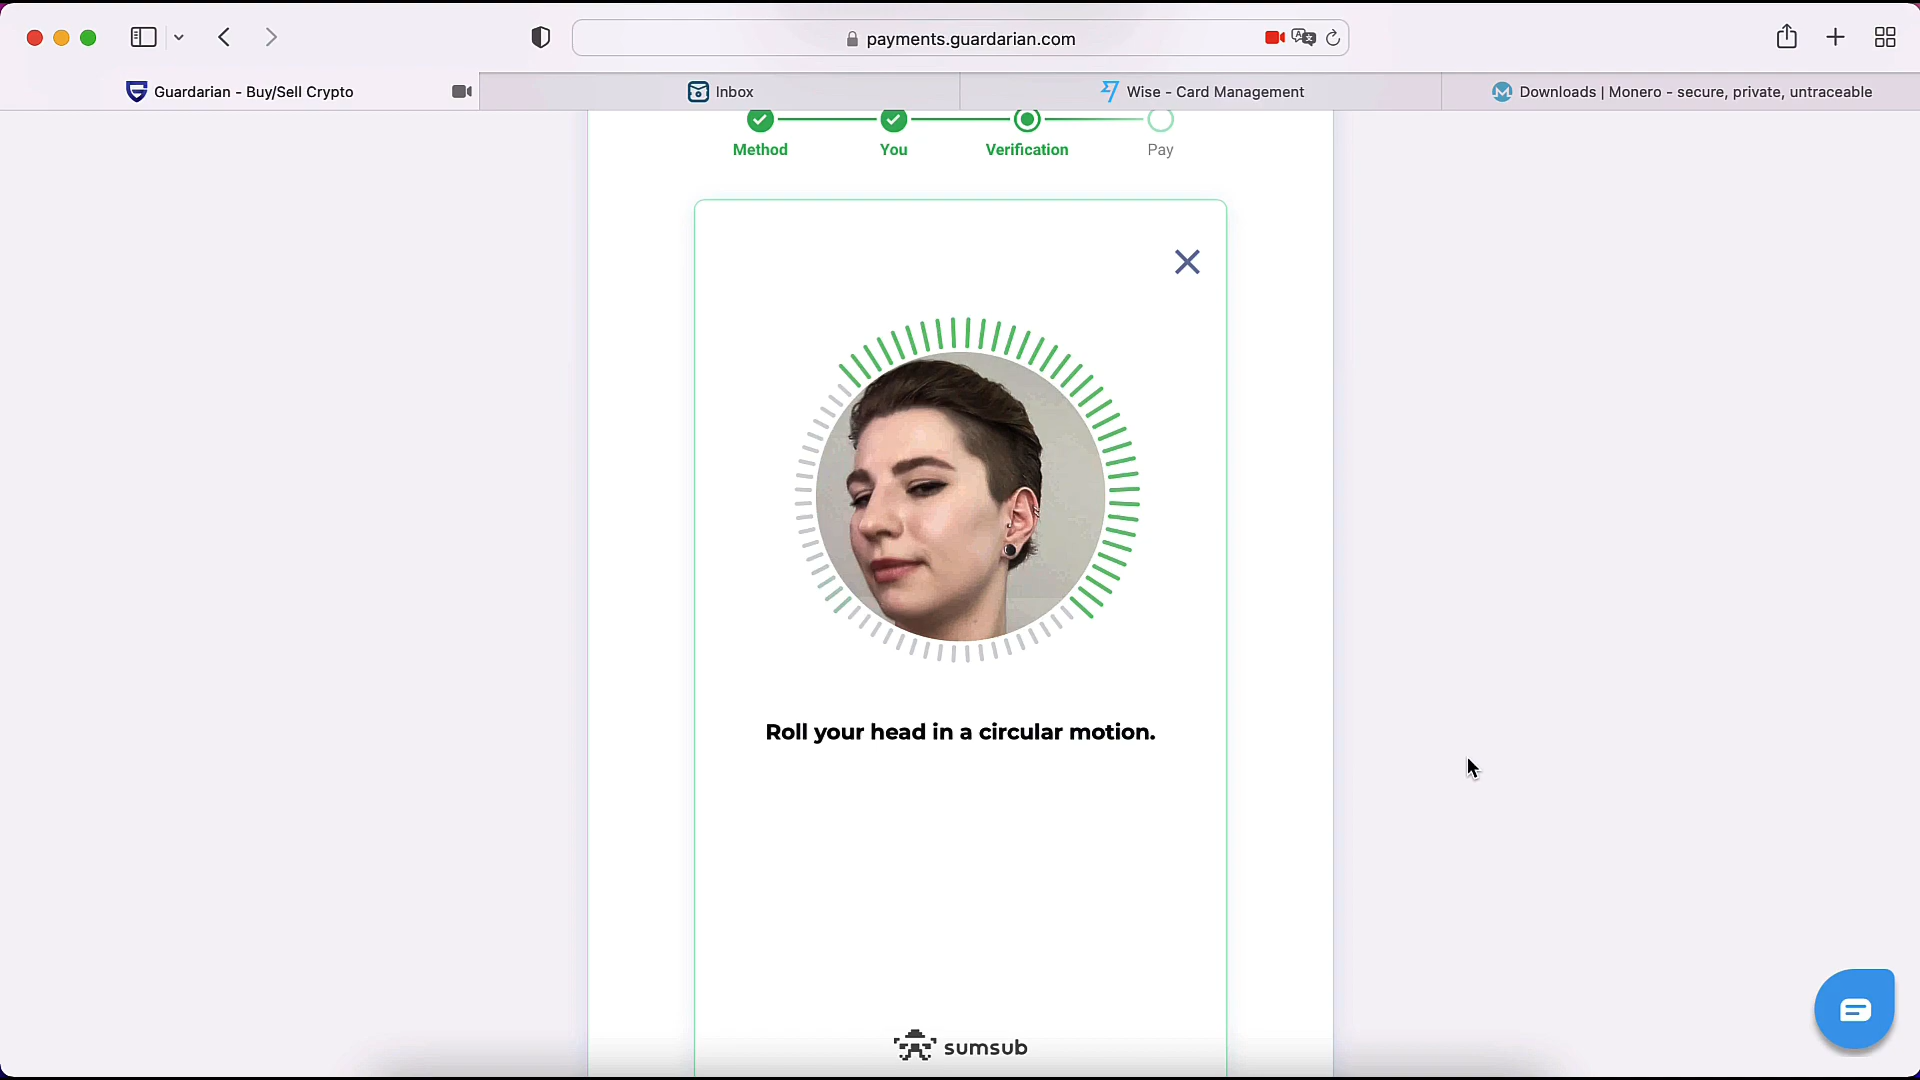 payments.guardarian.com
Guardarian - Buy/Sell Crypto
Inbox
Wise - Card Management
Downloads | Monero - secure, private, untraceable
Method
You
Verification
Pay
Roll your head in a circular motion.
sumsub